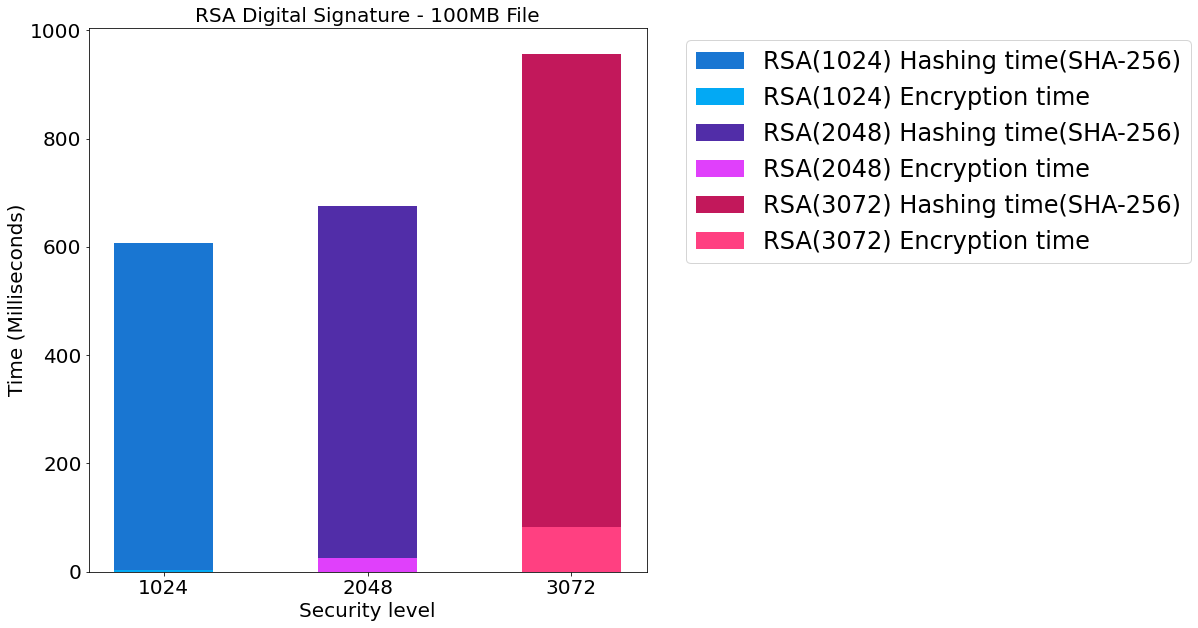 RSA Digital Signature - 100MB File
1000
800
600
400
200
0
Time (Milliseconds)
1024 2048 3072
Security level
RSA(1024) Hashing time(SHA-256)
RSA(1024) Encryption time
RSA(2048) Hashing time(SHA-256)
RSA(2048) Encryption time
RSA(3072) Hashing time(SHA-256)
RSA(3072) Encryption time